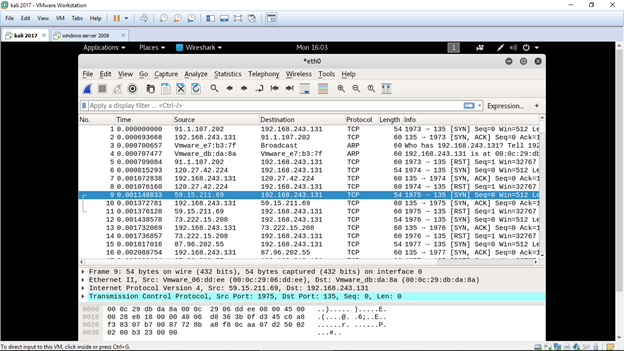 kali 2017 - VMware Workstation
File Edit View VM Tabs Help
kali 2017 windows server 2008
Applications Places Wireshark Mon 16:03 1
*eth0
File Edit View Go Capture Analyze Statistics Telephony Wireless Tools Help
Apply a display filter ... <Ctrl-/> Expression... +
No. Time Source Destination Protocol Length Info
1 0.000000000 91.1.107.202 192.168.243.131 TCP 54 1973 → 135 [SYN] Seq=0 Win=512 Le
2 0.000693668 192.168.243.131 91.1.107.202 TCP 60 135 → 1973 [SYN, ACK] Seq=0 Ack=1
3 0.000700657 Vmware_e7:b3:7f Broadcast ARP 60 Who has 192.168.243.131? Tell 192
4 0.000707477 Vmware_db:da:8a Vmware_e7:b3:7f ARP 60 192.168.243.131 is at 00:0c:29:db
5 0.000709084 91.1.107.202 192.168.243.131 TCP 60 1973 → 135 [RST] Seq=1 Win=32767
6 0.000815293 120.27.42.224 192.168.243.131 TCP 54 1974 → 135 [SYN] Seq=0 Win=512 Le
7 0.001072838 192.168.243.131 120.27.42.224 TCP 60 135 → 1974 [SYN, ACK] Seq=0 Ack=1
8 0.001076160 120.27.42.224 192.168.243.131 TCP 60 1974 → 135 [RST] Seq=1 Win=32767
9 0.001148833 59.15.211.69 192.168.243.131 TCP 54 1975 → 135 [SYN] Seq=0 Win=512 Le
10 0.001372781 192.168.243.131 59.15.211.69 TCP 60 135 → 1975 [SYN, ACK] Seq=0 Ack=1
11 0.001376128 59.15.211.69 192.168.243.131 TCP 60 1975 → 135 [RST] Seq=1 Win=32767
12 0.001438578 73.222.15.208 192.168.243.131 TCP 54 1976 → 135 [SYN] Seq=0 Win=512 Le
13 0.001732069 192.168.243.131 73.222.15.208 TCP 60 135 → 1976 [SYN, ACK] Seq=0 Ack=1
14 0.001736857 73.222.15.208 192.168.243.131 TCP 60 1976 → 135 [RST] Seq=1 Win=32767
15 0.001817016 87.96.202.55 192.168.243.131 TCP 54 1977 → 135 [SYN] Seq=0 Win=512 Le
16 0.002088754 192.168.243.131 87.96.202.55 TCP 60 135 → 1977 [SYN, ACK] Seq=0 Ack=1
Frame 9: 54 bytes on wire (432 bits), 54 bytes captured (432 bits) on interface 0
Ethernet II, Src: Vmware_06:dd:ee (00:0c:29:06:dd:ee), Dst: Vmware_db:da:8a (00:0c:29:db:da:8a)
Internet Protocol Version 4, Src: 59.15.211.69, Dst: 192.168.243.131
Transmission Control Protocol, Src Port: 1975, Dst Port: 135, Seq: 0, Len: 0
0000 00 0c 29 db da 8a 00 0c 29 06 dd ee 08 00 45 00 ..)..... ).....E.
0010 00 28 e0 18 00 00 40 06 d8 36 3b 0f d3 45 c0 a8 .(....@. .6;..E..
0020 f3 83 07 b7 00 87 72 8b a8 f8 0c aa 07 d2 50 02 ......r. ......P.
0030 02 00 b3 23 00 00 ...#..
To direct input to this VM, click inside or press Ctrl+G.